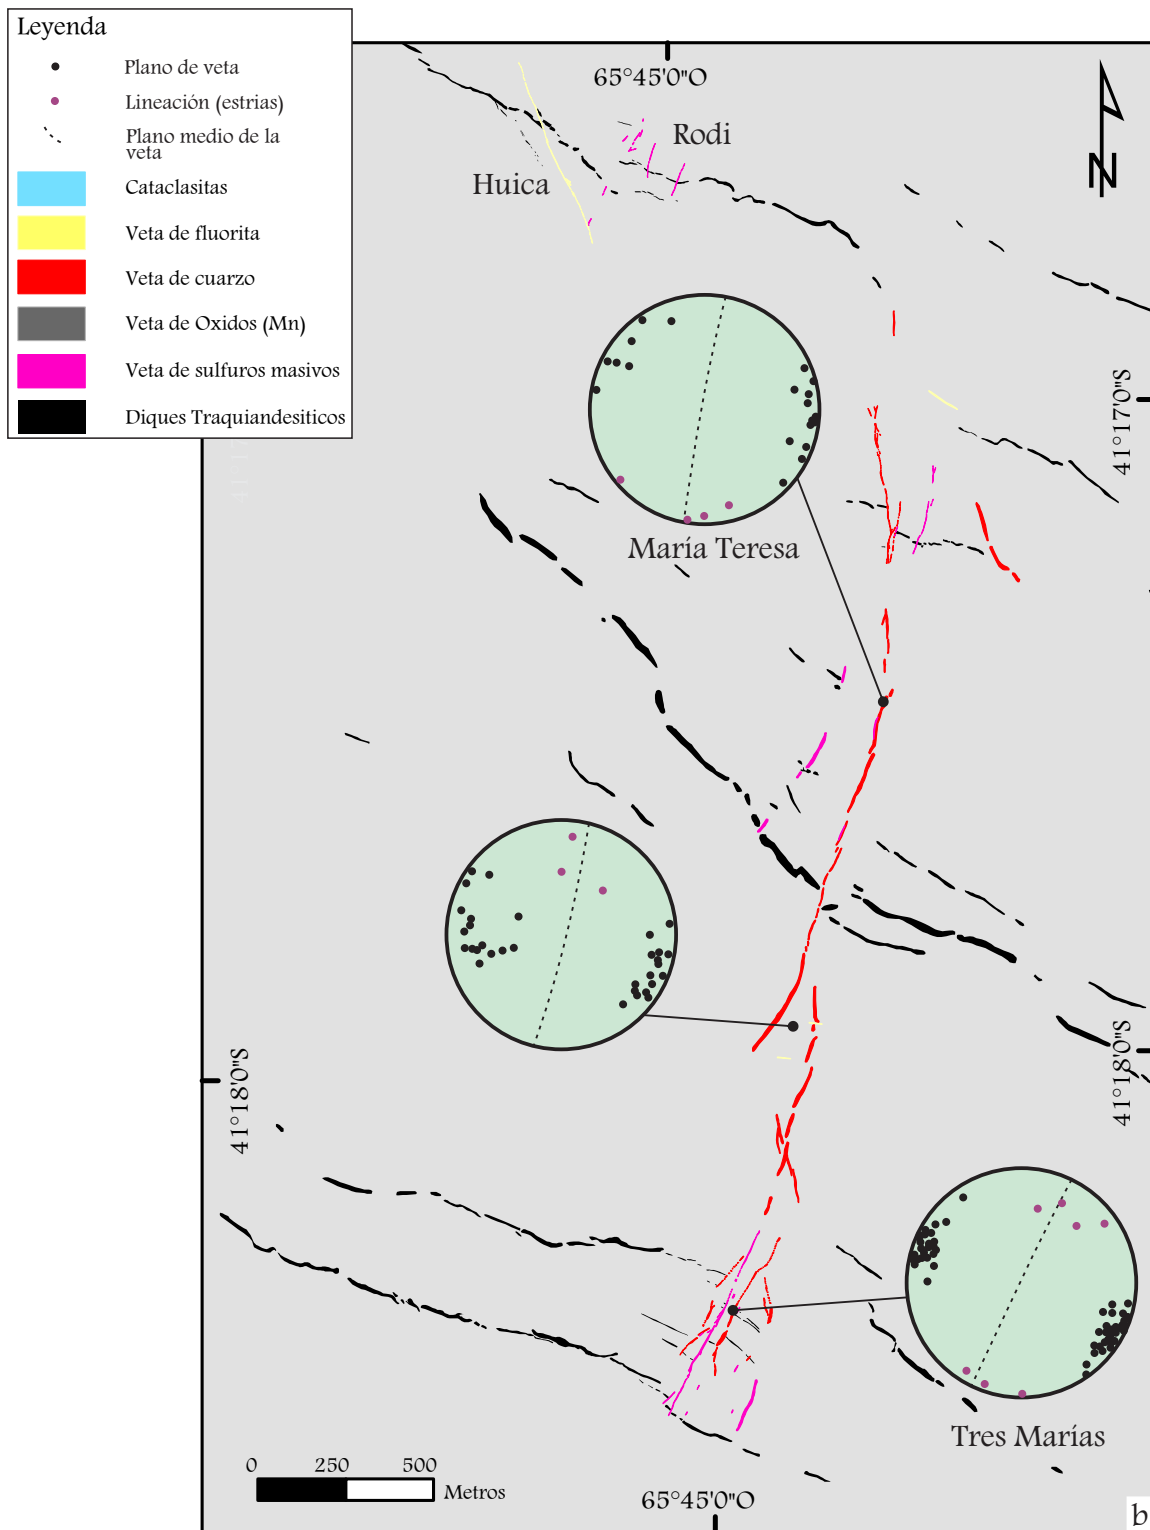 Leyenda
Plano de veta
Lineación (estrias)
Plano medio de la
veta
Cataclasitas
Veta de fluorita
Veta de cuarzo
Veta de Oxidos (Mn)
Veta de sulfuros masivos
Diques Traquiandesiticos
65°45'0"O
N
Rodi
Huica
41°17'0"S
María Teresa
41°18'0"S
41°18'0"S
Tres Marías
0 250 500
Metros
65°45'0"O
b